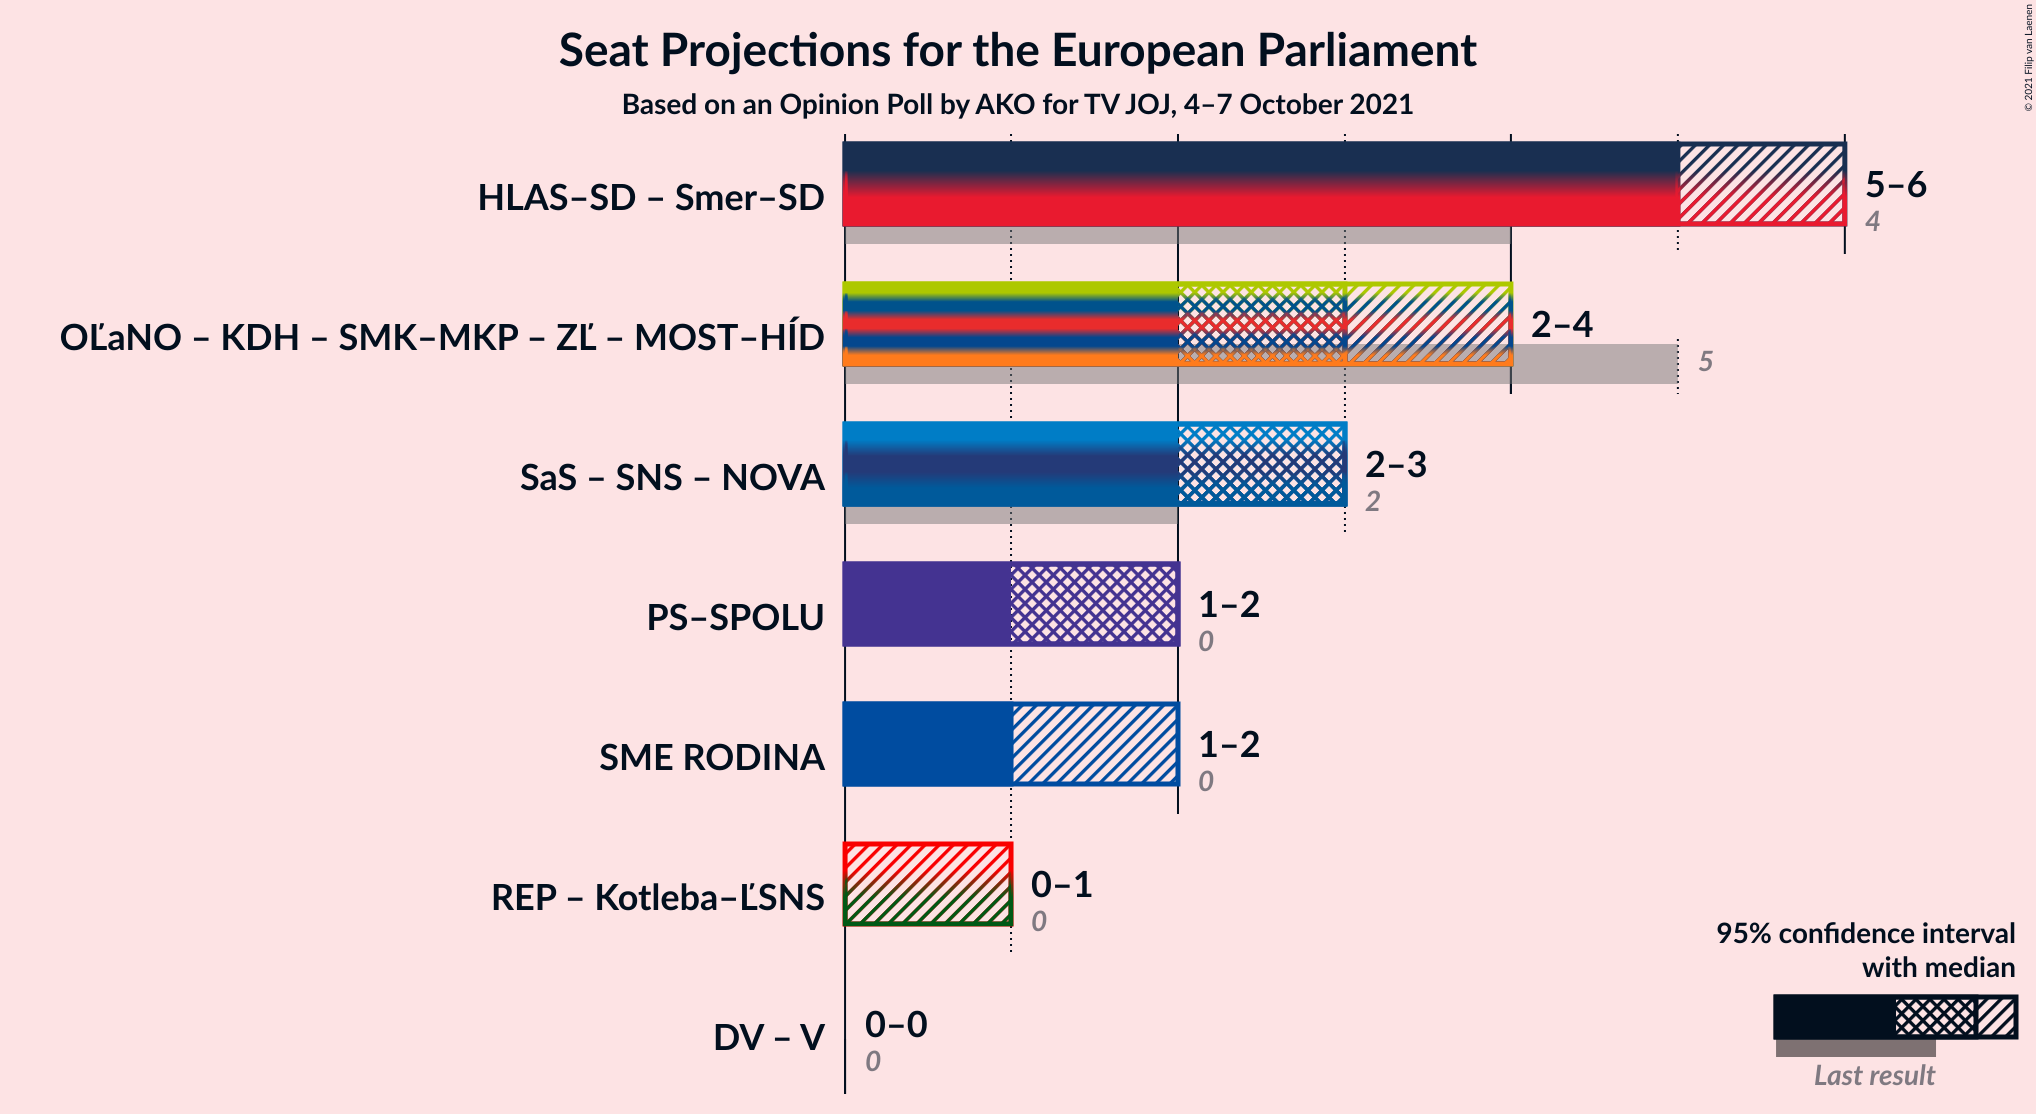 Seat Projections for the European Parliament
Based on an Opinion Poll by AKO for TV JOJ, 4–7 October 2021
© 2021 Filip van Laenen
HLAS–SD – Smer–SD
5–6
4
OĽaNO – KDH – SMK–MKP – ZĽ – MOST–HÍD
2–4
5
SaS – SNS – NOVA
2–3
2
PS–SPOLU
1–2
0
SME RODINA
1–2
0
REP – Kotleba–ĽSNS
0–1
0
DV – V
0–0
0
95% confidence interval
with median
Last result